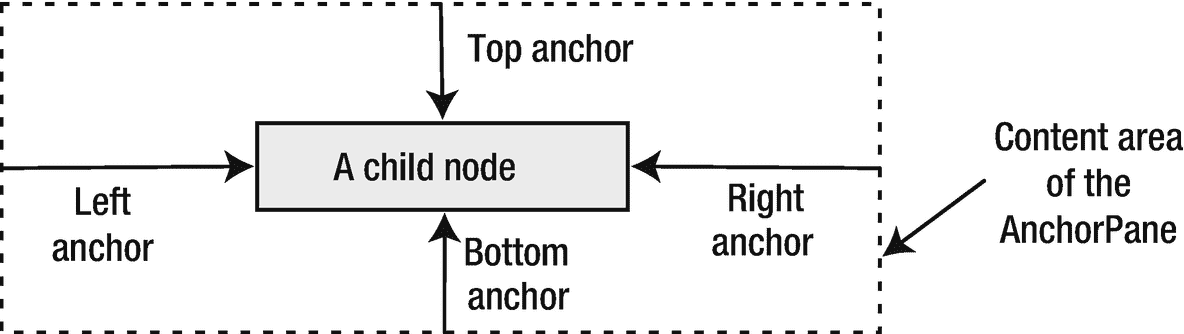 Top anchor
A child node
Left
anchor
Right
anchor
Bottom
anchor
Content area
of the
AnchorPane